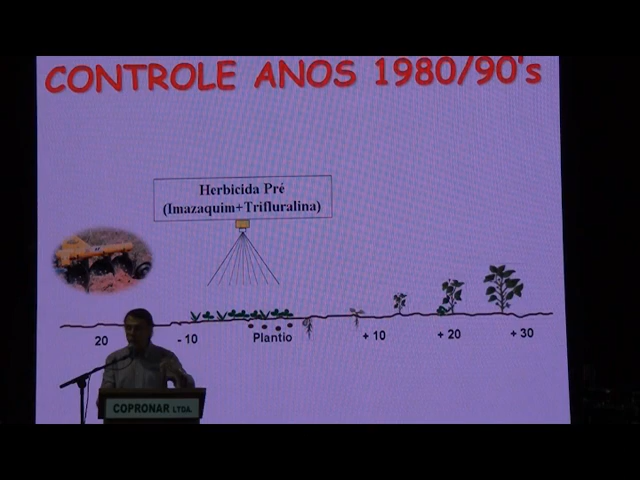 CONTROLE ANOS 1980/90's
Herbicida Pré
(Imazaquim+Trifluralina)
20
- 10
Plantio
+ 10
+ 20
+ 30
COPRONAR LTDA.